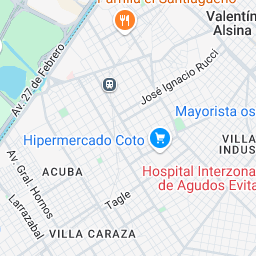 Parrilla el Santiagueño
Valentín
Alsina
Av. 27 de Febrero
José Ignacio Rucci
Mayorista os
Hipermercado Coto
VILLA
INDUS
Hospital Interzona
de Agudos Evita
Av. Gral. Hornos
ACUBA
Larrazabal
Tagle
VILLA CARAZA